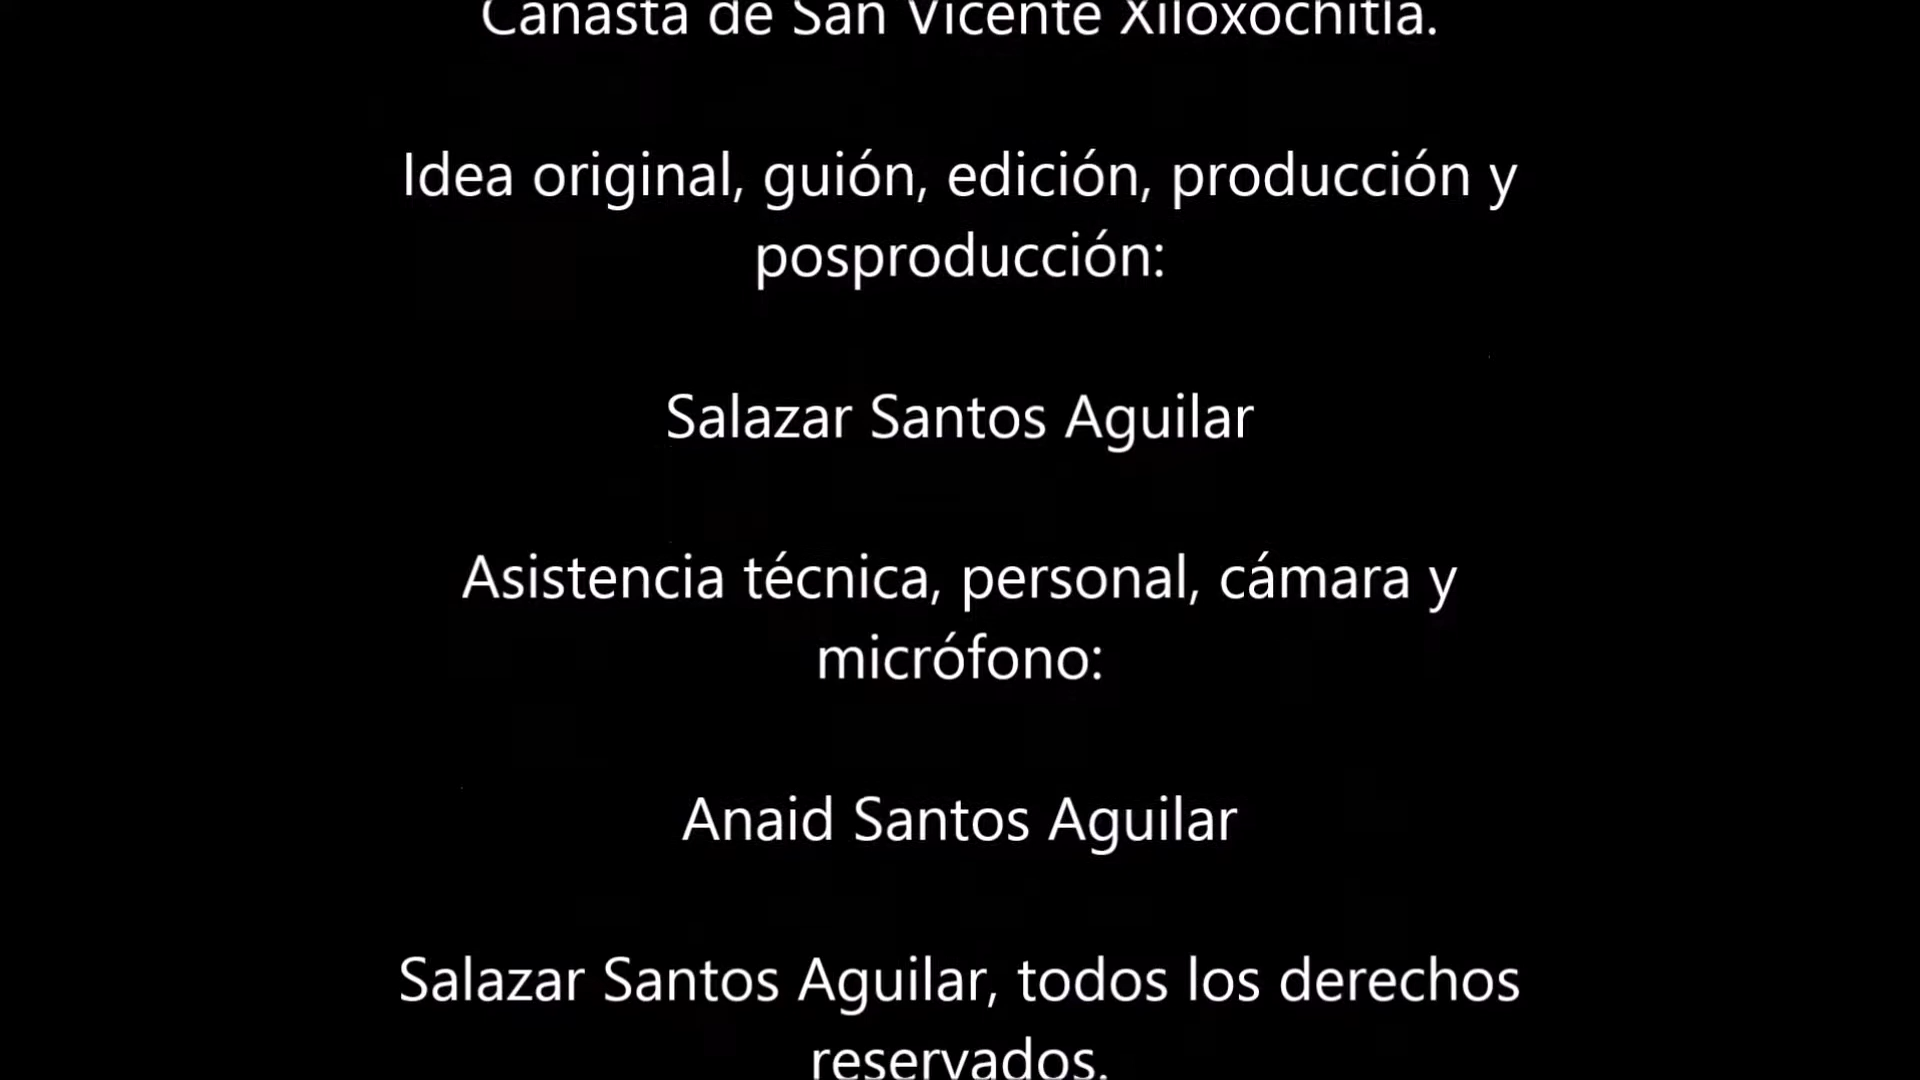 Canasta de San Vicente Xiloxochitla.
Idea original, guión, edición, producción y
posproducción:
Salazar Santos Aguilar
Asistencia técnica, personal, cámara y
micrófono:
Anaid Santos Aguilar
Salazar Santos Aguilar, todos los derechos
reservados.